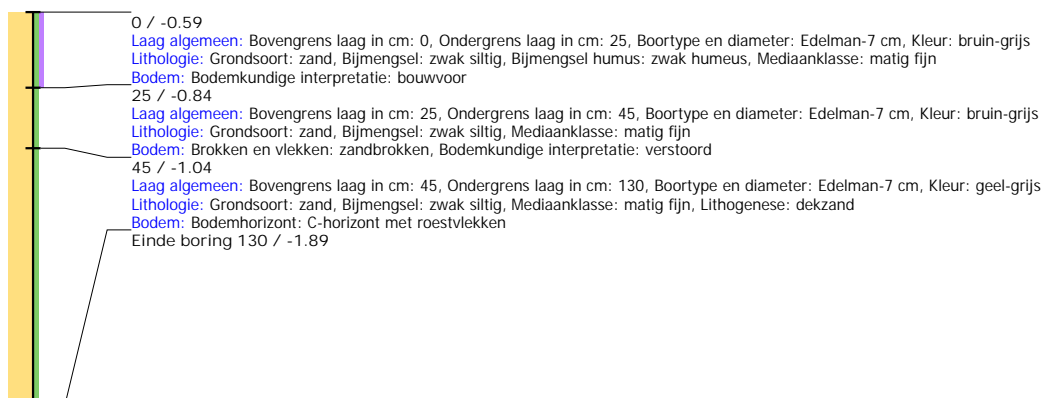 0 / -0.59
Laag algemeen: Bovengrens laag in cm: 0, Ondergrens laag in cm: 25, Boortype en diameter: Edelman-7 cm, Kleur: bruin-grijs
Lithologie: Grondsoort: zand, Bijmengsel: zwak siltig, Bijmengsel humus: zwak humeus, Mediaanklasse: matig fijn
Bodem: Bodemkundige interpretatie: bouwvoor
25 / -0.84
Laag algemeen: Bovengrens laag in cm: 25, Ondergrens laag in cm: 45, Boortype en diameter: Edelman-7 cm, Kleur: bruin-grijs
Lithologie: Grondsoort: zand, Bijmengsel: zwak siltig, Mediaanklasse: matig fijn
Bodem: Brokken en vlekken: zandbrokken, Bodemkundige interpretatie: verstoord
45 / -1.04
Laag algemeen: Bovengrens laag in cm: 45, Ondergrens laag in cm: 130, Boortype en diameter: Edelman-7 cm, Kleur: geel-grijs
Lithologie: Grondsoort: zand, Bijmengsel: zwak siltig, Mediaanklasse: matig fijn, Lithogenese: dekzand
Bodem: Bodemhorizont: C-horizont met roestvlekken
Einde boring 130 / -1.89